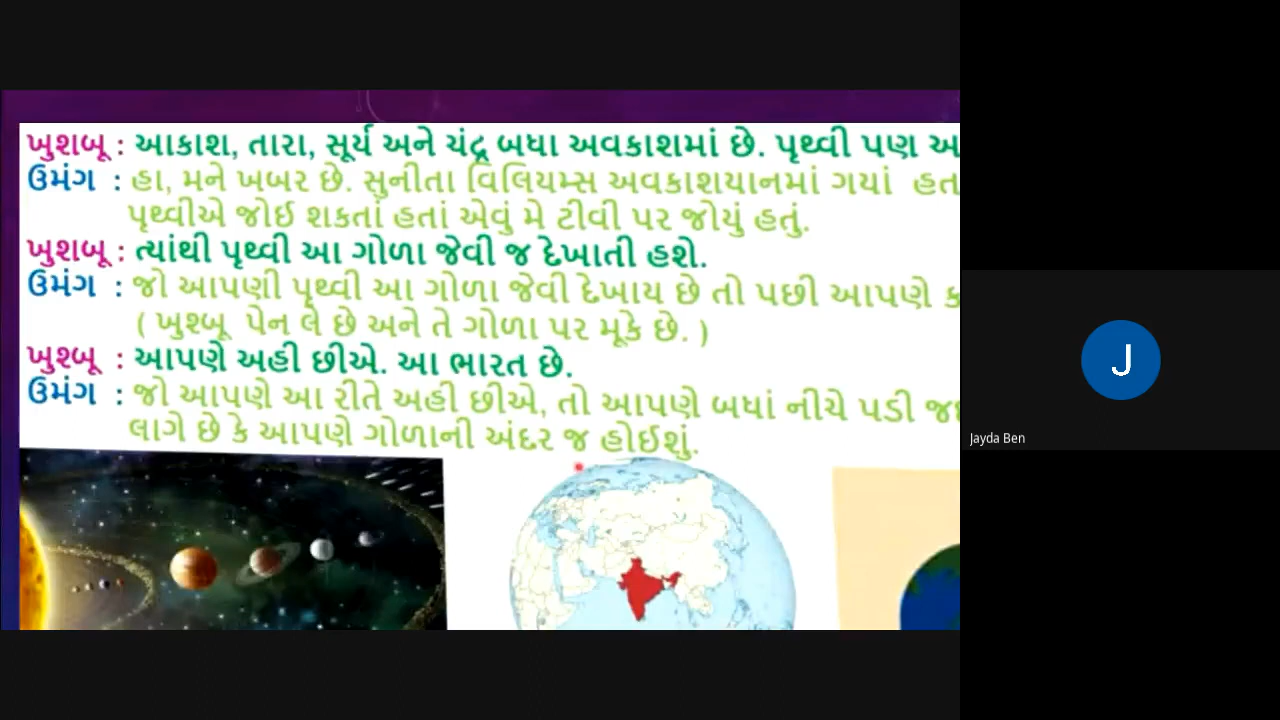 ખુશબૂ : આકાશ, તારા, સૂર્ય અને ચંદ્ર બધા અવકાશમાં છે. પૃથ્વી પણ અ
ઉમંગ : હા, મને ખબર છે. સુનીતા વિલિયમ્સ અવકાશયાનમાં ગયાં હત
પૃથ્વીએ જોઈ શકતાં હતાં એવું મે ટીવી પર જોયું હતું.
ખુશબૂ : ત્યાંથી પૃથ્વી આ ગોળા જેવી જ દેખાતી હશે.
ઉમંગ : જો આપણી પૃથ્વી આ ગોળા જેવી દેખાય છે તો પછી આપણે ક
( ખુશ્બૂ પેન લે છે અને તે ગોળા પર મૂકે છે. )
ખુશ્બૂ : આપણે અહી છીએ. આ ભારત છે.
ઉમંગ : જો આપણે આ રીતે અહી છીએ, તો આપણે બધાં નીચે પડી જઇ
લાગે છે કે આપણે ગોળાની અંદર જ હોઈશું.
J
Jayda Ben